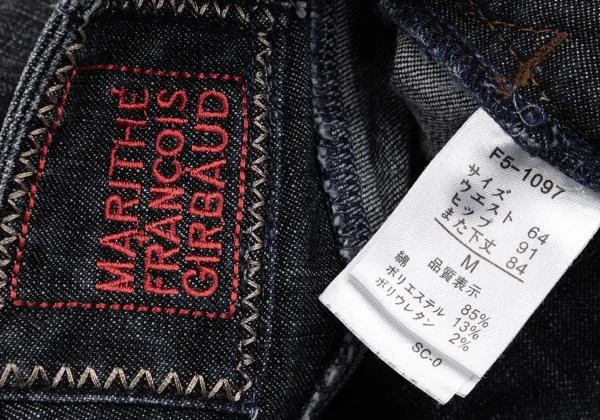 MARITHE
FRANCOIS
GIRBAUD
F5-1097
サイズ
ウエスト 64
ヒップ 91
また下丈 84
M
品質表示
綿 85%
ポリエステル 13%
ポリウレタン 2%
SC-0